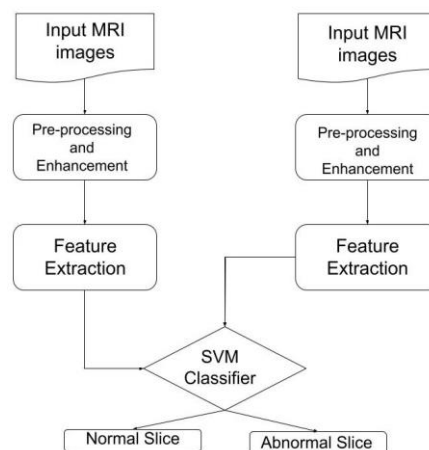 Input MRI
images
Pre-processing
and
Enhancement
Feature
Extraction
Input MRI
images
Pre-processing
and
Enhancement
Feature
Extraction
SVM
Classifier
Normal Slice
Abnormal Slice